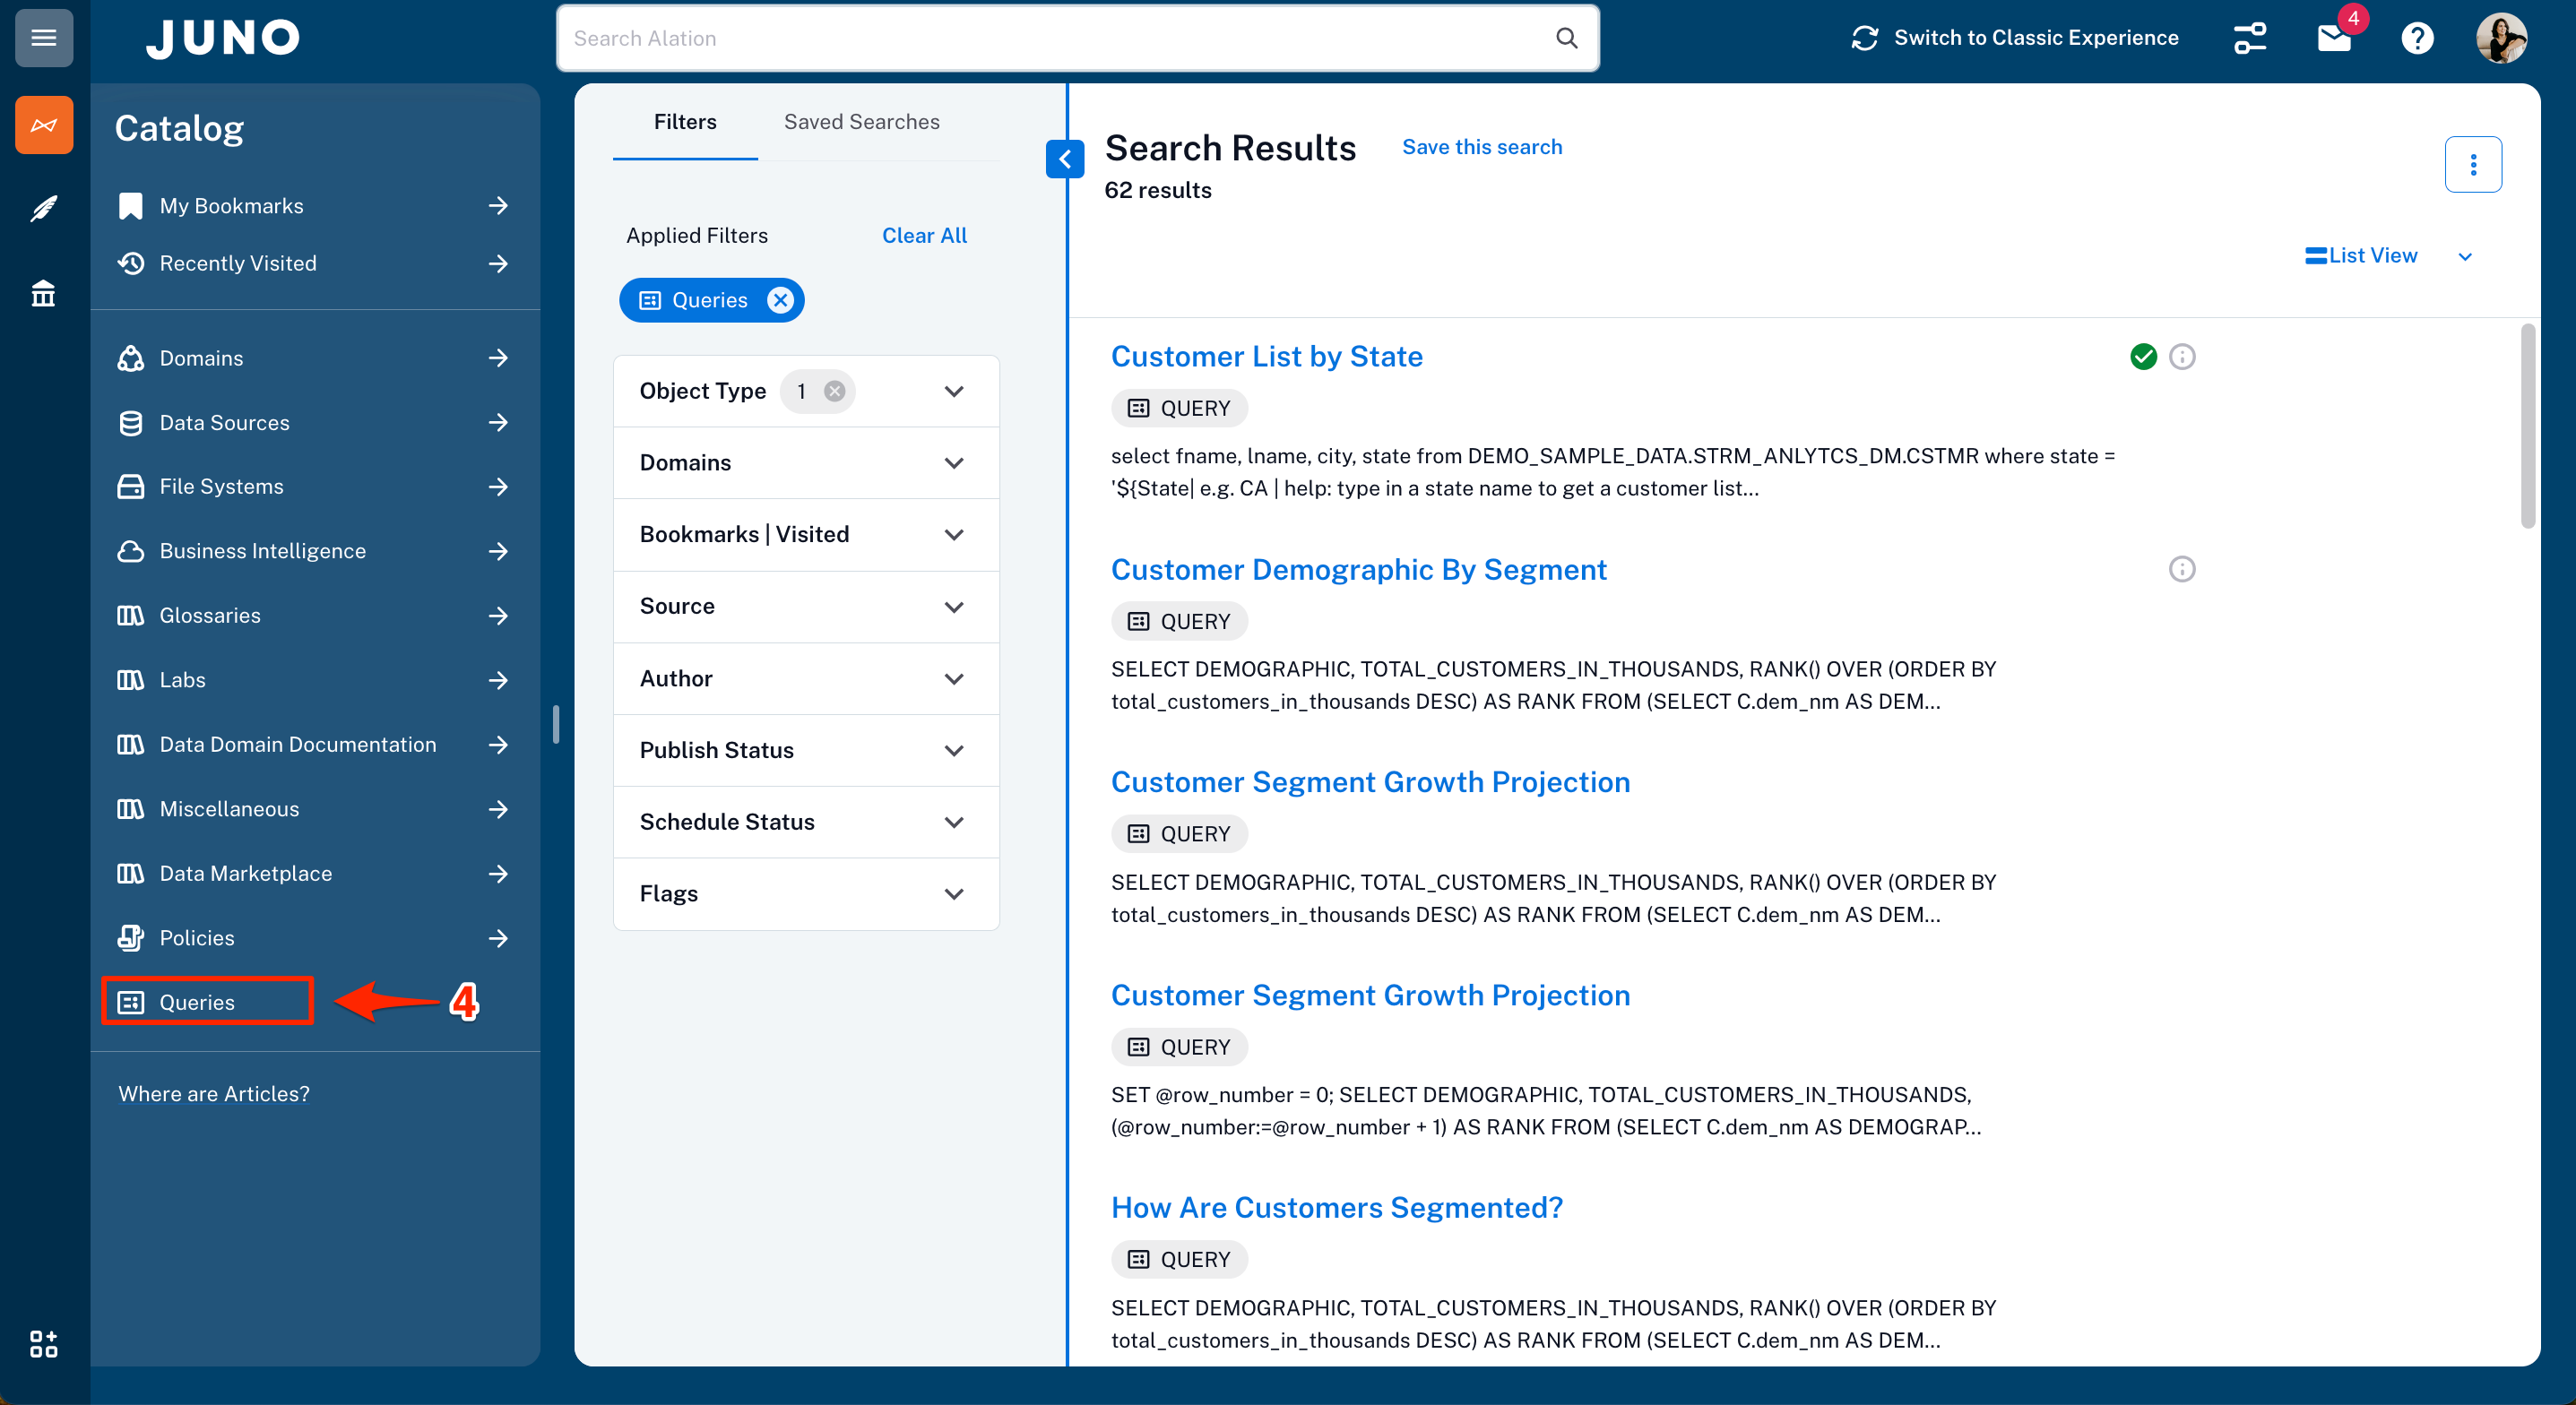 JUNO
Search Alation
Switch to Classic Experience
4
Catalog
My Bookmarks
Recently Visited
Domains
Data Sources
File Systems
Business Intelligence
Glossaries
Labs
Data Domain Documentation
Miscellaneous
Data Marketplace
Policies
Queries
4
Where are Articles?
Filters
Saved Searches
Applied Filters
Clear All
Queries
Object Type 1
Domains
Bookmarks | Visited
Source
Author
Publish Status
Schedule Status
Flags
Search Results
Save this search
62 results
List View
Customer List by State
QUERY
select fname, lname, city, state from DEMO_SAMPLE_DATA.STRM_ANLYTCS_DM.CSTMR where state =
'${State| e.g. CA | help: type in a state name to get a customer list...
Customer Demographic By Segment
QUERY
SELECT DEMOGRAPHIC, TOTAL_CUSTOMERS_IN_THOUSANDS, RANK() OVER (ORDER BY
total_customers_in_thousands DESC) AS RANK FROM (SELECT C.dem_nm AS DEM...
Customer Segment Growth Projection
QUERY
SELECT DEMOGRAPHIC, TOTAL_CUSTOMERS_IN_THOUSANDS, RANK() OVER (ORDER BY
total_customers_in_thousands DESC) AS RANK FROM (SELECT C.dem_nm AS DEM...
Customer Segment Growth Projection
QUERY
SET @row_number = 0; SELECT DEMOGRAPHIC, TOTAL_CUSTOMERS_IN_THOUSANDS,
(@row_number:=@row_number + 1) AS RANK FROM (SELECT C.dem_nm AS DEMOGRAP...
How Are Customers Segmented?
QUERY
SELECT DEMOGRAPHIC, TOTAL_CUSTOMERS_IN_THOUSANDS, RANK() OVER (ORDER BY
total_customers_in_thousands DESC) AS RANK FROM (SELECT C.dem_nm AS DEM...